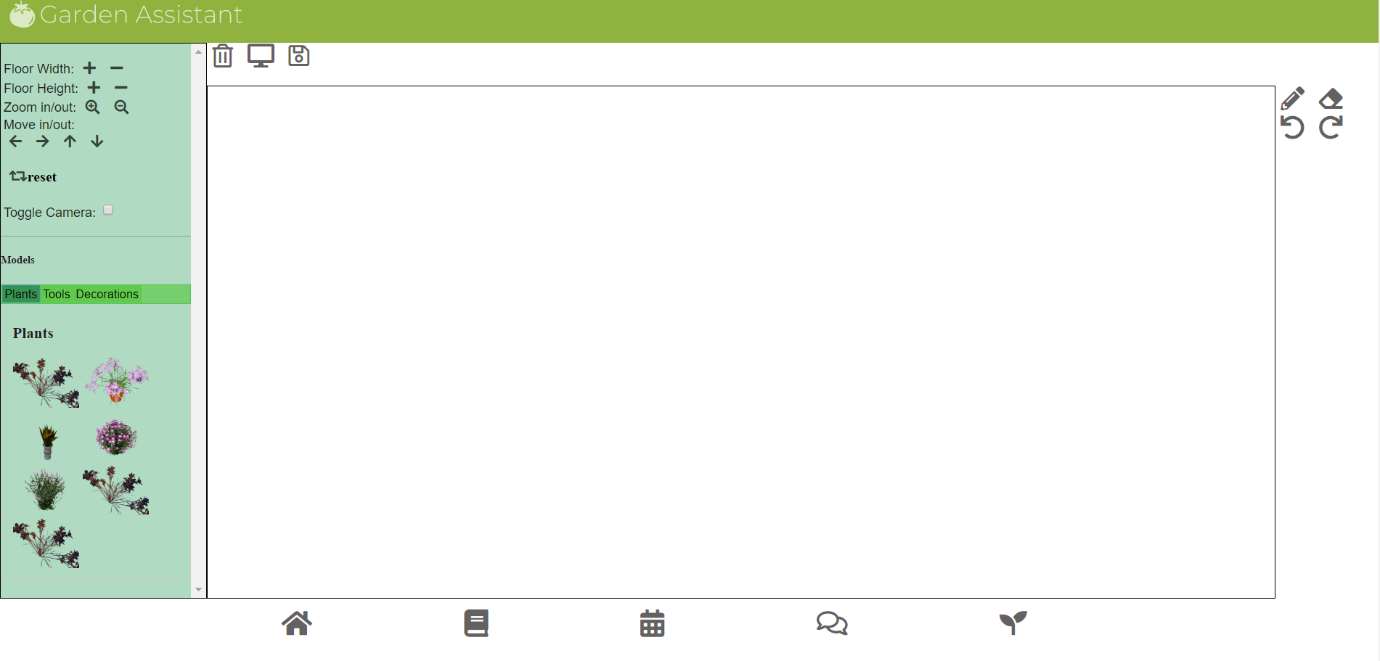 Garden Assistant
Floor Width:
Floor Height:
Zoom in/out:
Move in/out:
reset
Toggle Camera:
Models
Plants Tools Decorations
Plants